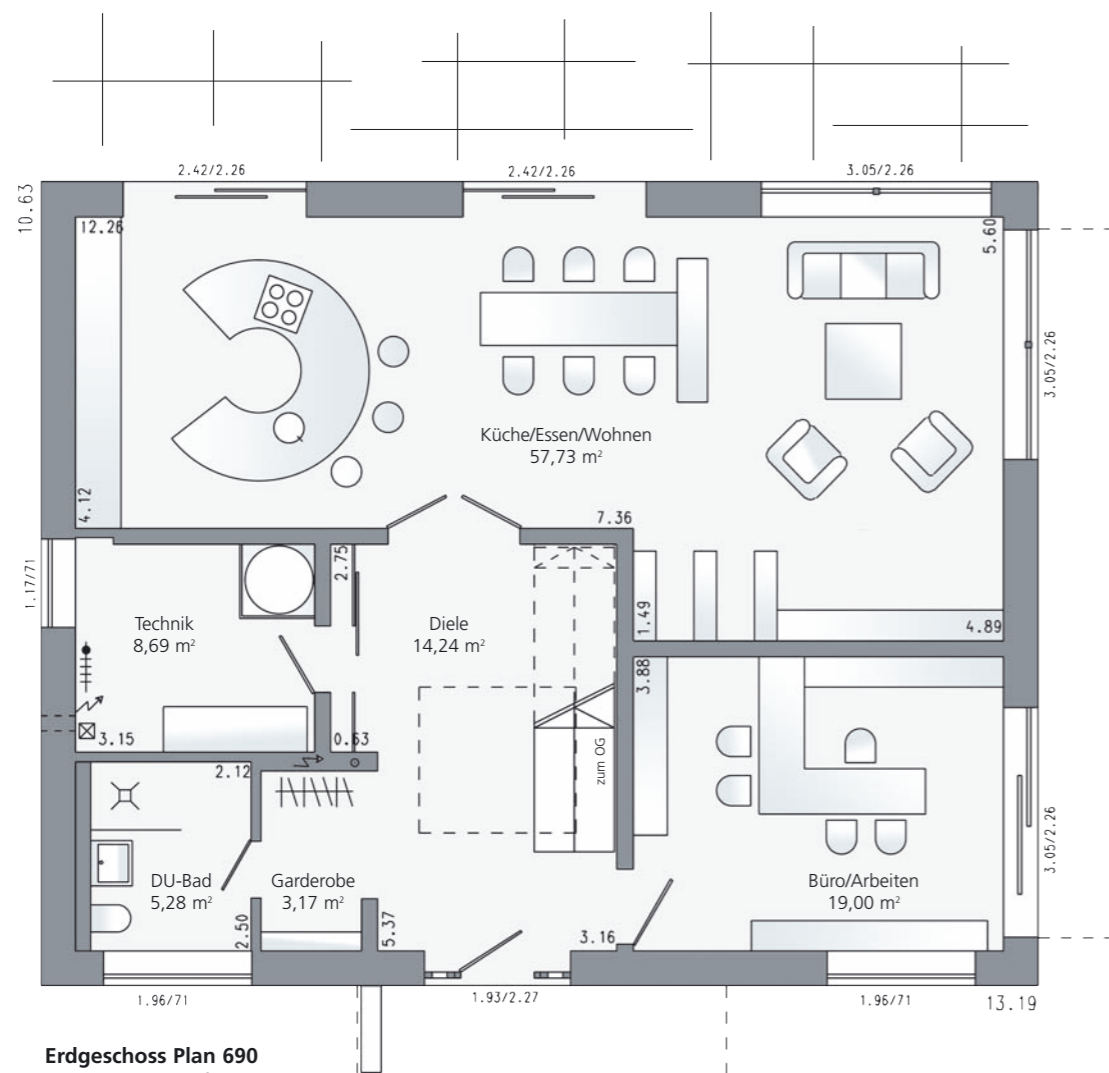 2.42/2.26
2.42/2.26
3.05/2.26
10.63
12.26
5.60
3.05/2.26
Küche/Essen/Wohnen
57,73 m²
4.12
7.36
1.17/71
2.75
Technik
8,69 m²
Diele
14,24 m²
1.49
4.89
3.88
3.15
0.63
zum OG
2.12
3.05/2.26
DU-Bad
5,28 m²
Garderobe
3,17 m²
Büro/Arbeiten
19,00 m²
2.50
5.37
3.16
1.96/71
1.93/2.27
1.96/71
13.19
Erdgeschoss Plan 690